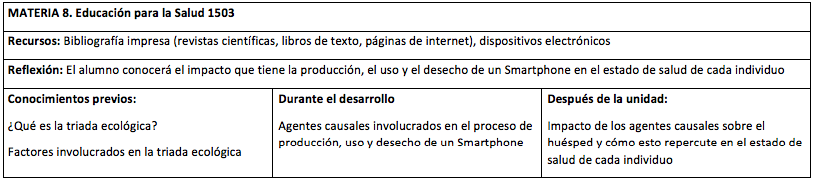 MATERIA 8. Educación para la Salud 1503
Recursos: Bibliografía impresa (revistas científicas, libros de texto, páginas de internet), dispositivos electrónicos
Reflexión: El alumno conocerá el impacto que tiene la producción, el uso y el desecho de un Smartphone en el estado de salud de cada individuo
Conocimientos previos:
¿Qué es la triada ecológica?
Factores involucrados en la triada ecológica
Durante el desarrollo
Agentes causales involucrados en el proceso de
producción, uso y desecho de un Smartphone
Después de la unidad:
Impacto de los agentes causales sobre el
huésped y cómo esto repercute en el estado de
salud de cada individuo